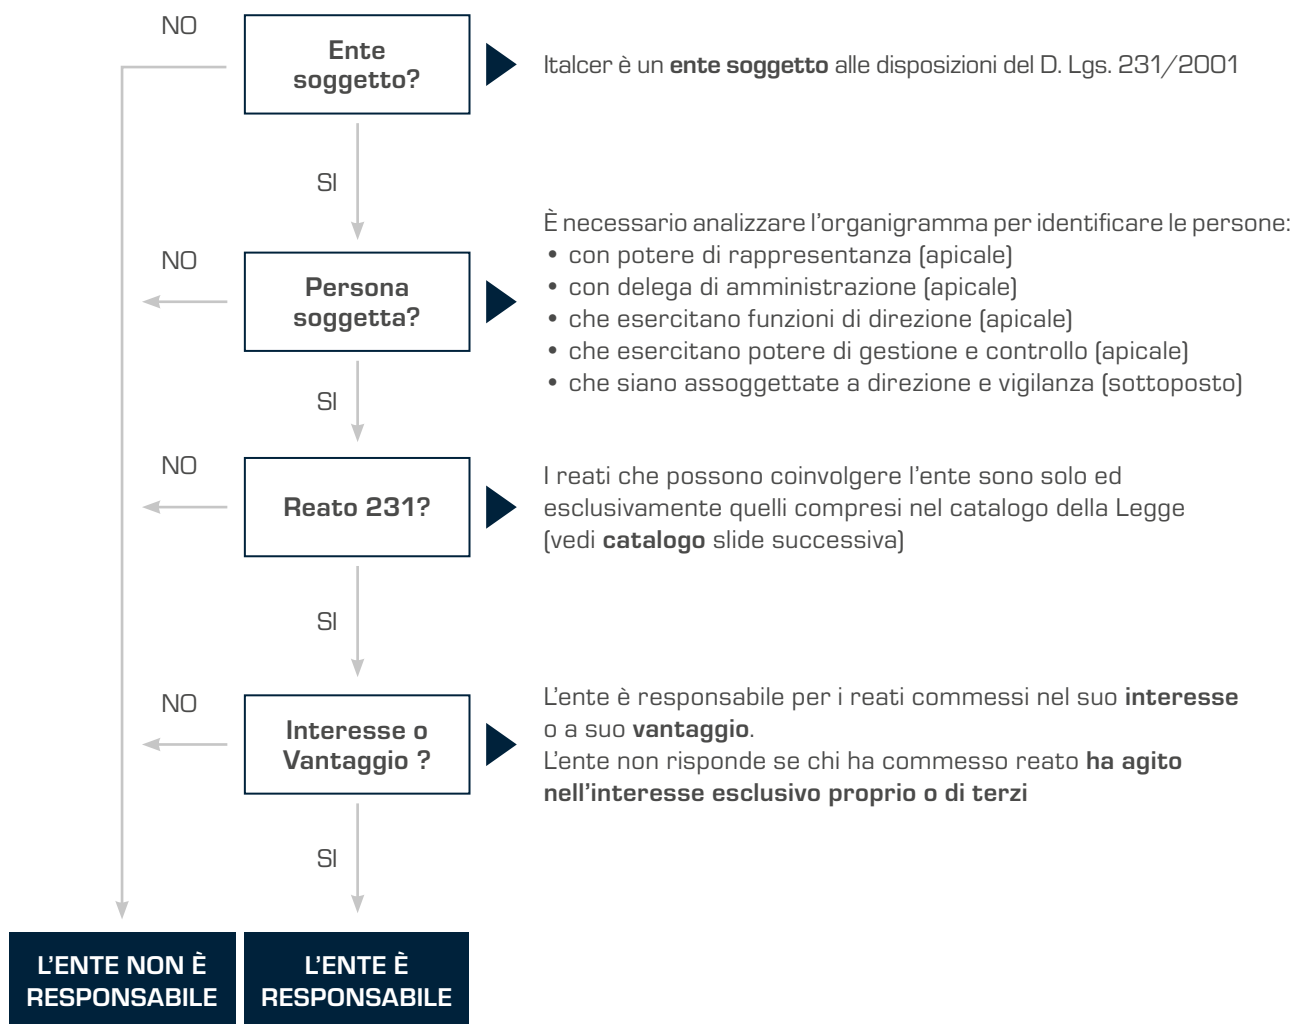 NO
Ente
soggetto?
Italcer è un ente soggetto alle disposizioni del D. Lgs. 231/2001
SI
NO
Persona
soggetta?
È necessario analizzare l'organigramma per identificare le persone:
• con potere di rappresentanza (apicale)
• con delega di amministrazione (apicale)
• che esercitano funzioni di direzione (apicale)
• che esercitano potere di gestione e controllo (apicale)
• che siano assoggettate a direzione e vigilanza (sottoposto)
SI
NO
Reato 231?
I reati che possono coinvolgere l'ente sono solo ed
esclusivamente quelli compresi nel catalogo della Legge
(vedi catalogo slide successiva)
SI
NO
Interesse o
Vantaggio ?
L'ente è responsabile per i reati commessi nel suo interesse
o a suo vantaggio.
L'ente non risponde se chi ha commesso reato ha agito
nell'interesse esclusivo proprio o di terzi
SI
L'ENTE NON È
RESPONSABILE
L'ENTE È
RESPONSABILE